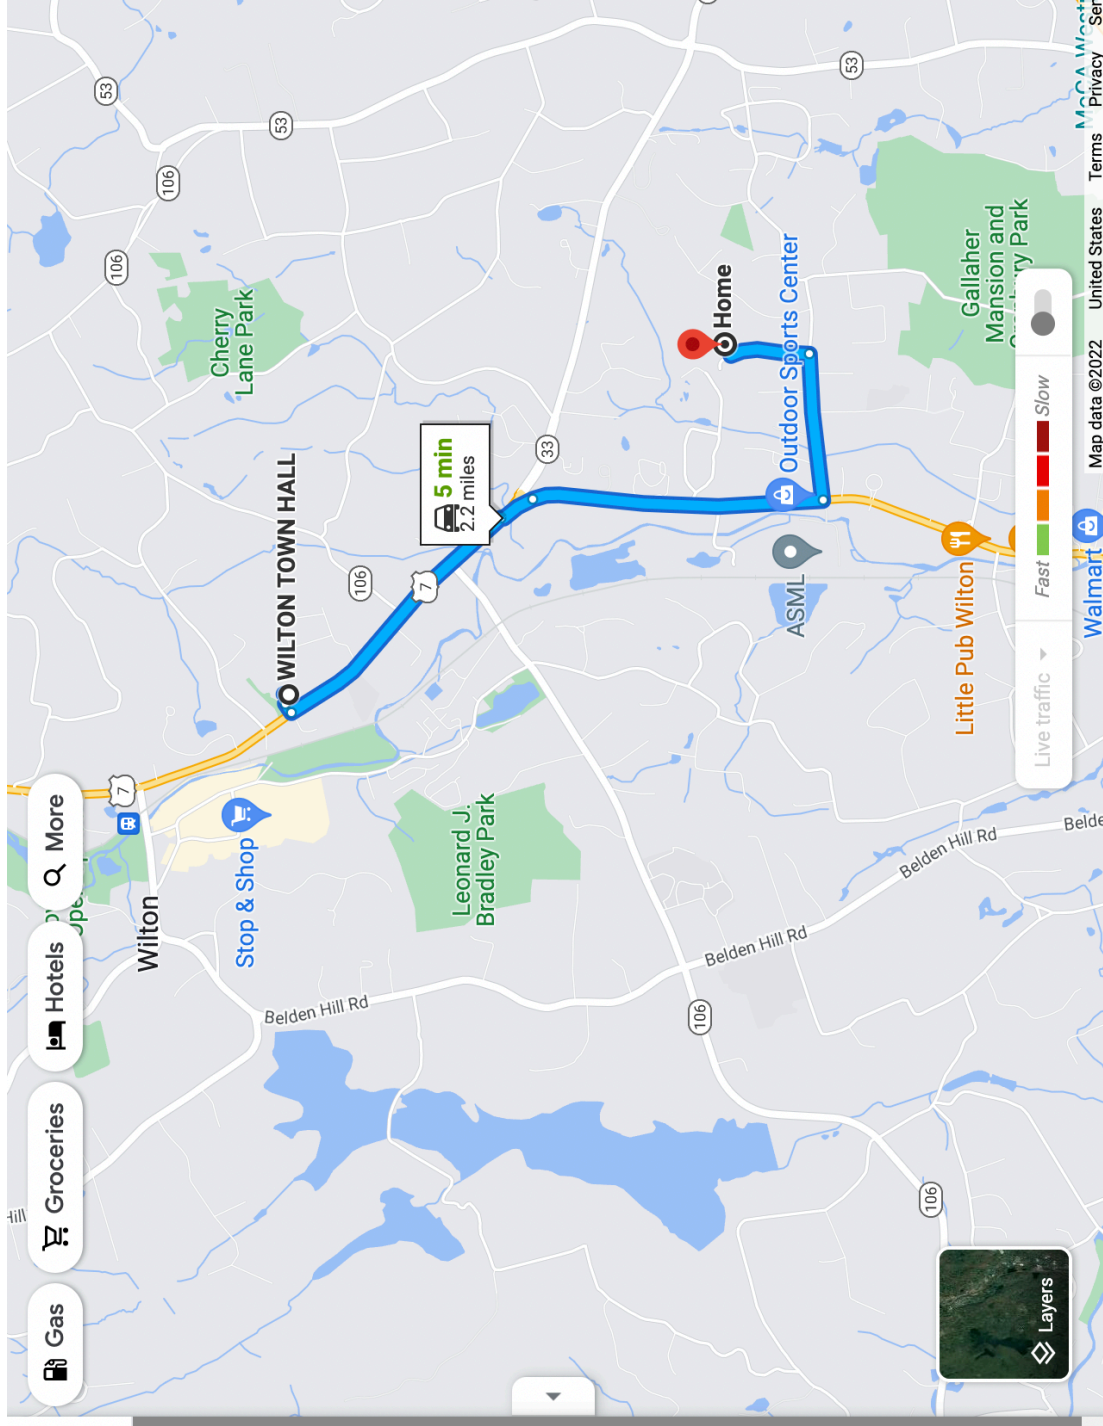 Gas
Groceries
Hotels
More
Hill
Wilton
7
Stop & Shop
WILTON TOWN HALL
106
106
53
53
Cherry
Lane Park
Belden Hill Rd
106
7
5 min
2.2 miles
Leonard J.
Bradley Park
33
Home
Outdoor Sports Center
53
ASML
Belden Hill Rd
106
Belden Hill Rd
Little Pub Wilton
Gallaher
Mansion and
Park
106
Layers
Live traffic
Fast
Slow
Walmart
Belde
Map data ©2022
United States
Terms
Privacy